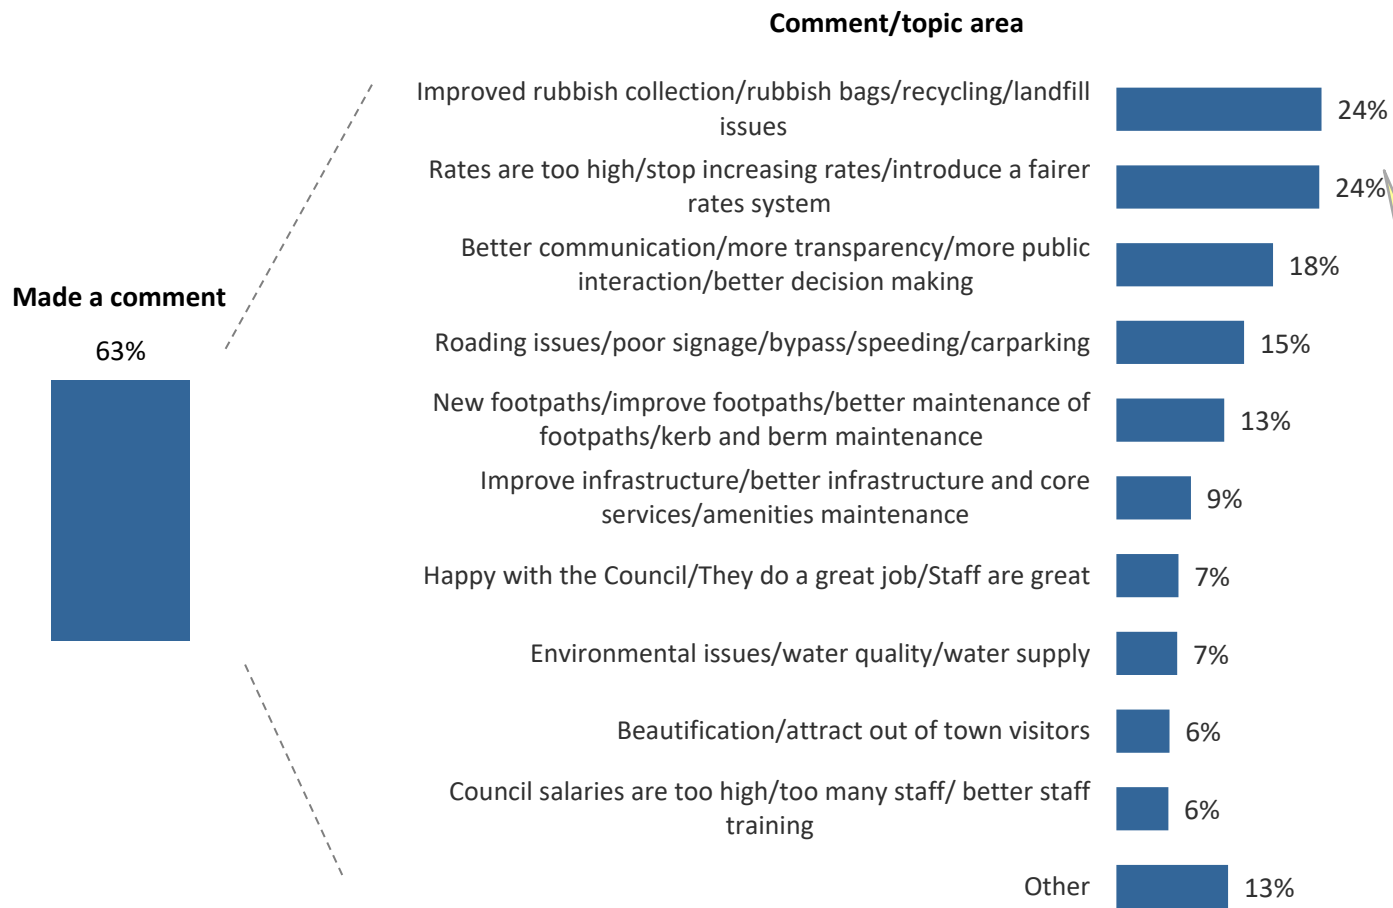 Comment/topic area
Improved rubbish collection/rubbish bags/recycling/landfill
issues
24%
Rates are too high/stop increasing rates/introduce a fairer
rates system
24%
Better communication/more transparency/more public
interaction/better decision making
18%
Made a comment
63%
Roading issues/poor signage/bypass/speeding/carparking
15%
New footpaths/improve footpaths/better maintenance of
footpaths/kerb and berm maintenance
13%
Improve infrastructure/better infrastructure and core
services/amenities maintenance
9%
Happy with the Council/They do a great job/Staff are great
7%
Environmental issues/water quality/water supply
7%
Beautification/attract out of town visitors
6%
Council salaries are too high/too many staff/ better staff
training
6%
Other
13%